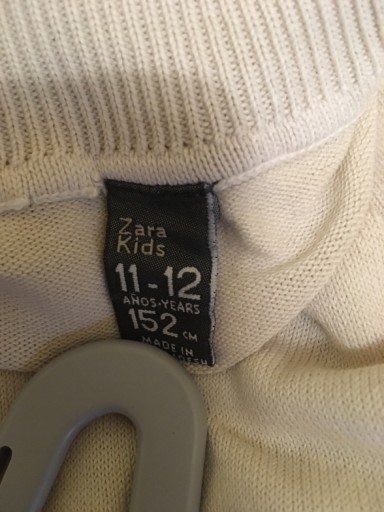 Zara
Kids
11-12
AÑOS-YEARS
152 CM
MADE IN